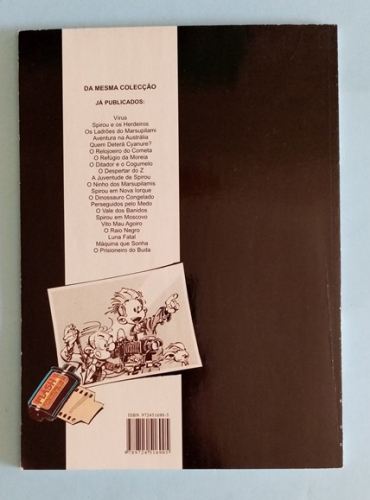 DA MESMA COLECÇÃO
JÁ PUBLICADOS:
Vírus
Spirou e os Herdeiros
Os Ladrões do Marsupilami
Aventura na Austrália
Quem Deterá Cyanure?
O Relojoeiro do Cometa
O Refúgio da Moreia
O Ditador e o Cogumelo
O Despertar do Z
A Juventude de Spirou
O Ninho dos Marsupilamis
Spirou em Nova Iorque
O Dinossauro Congelado
Perseguidos pelo Medo
O Vale dos Banidos
Spirou em Moscovo
Vito Mau Agoiro
O Raio Negro
Luna Fatal
Máquina que Sonha
O Prisioneiro do Buda
FLASH